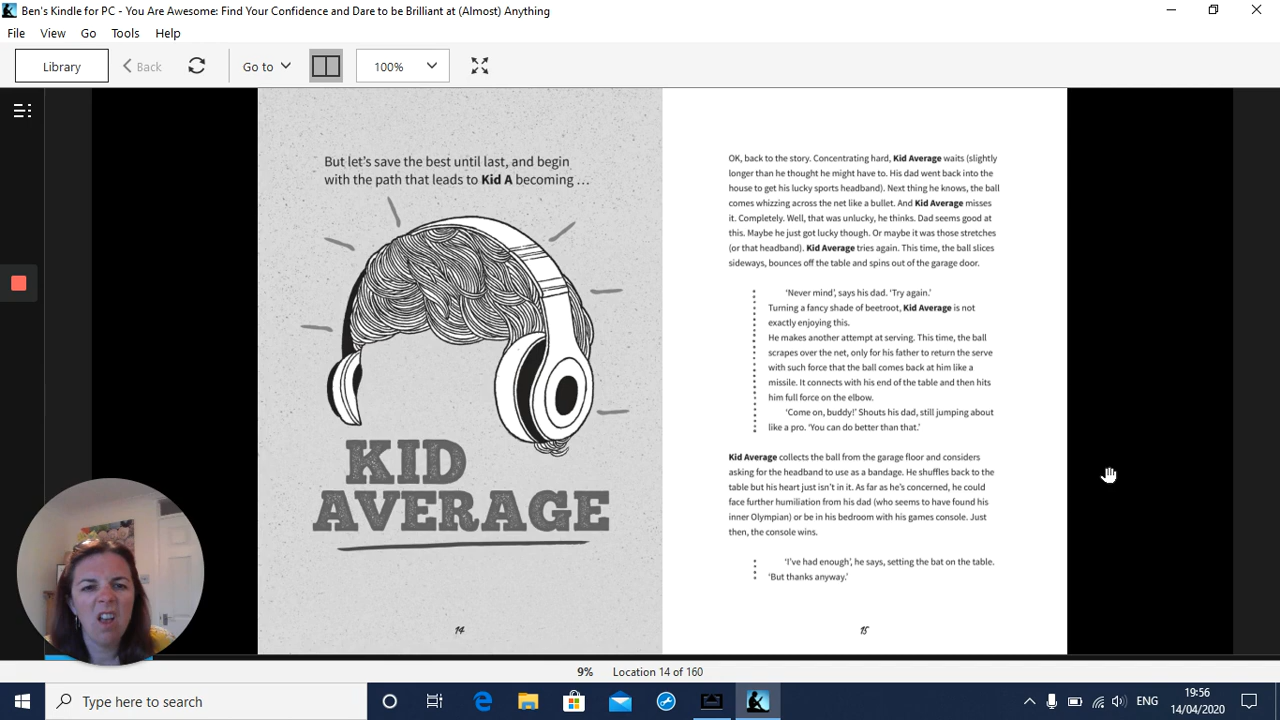 Ben's Kindle for PC - You Are Awesome: Find Your Confidence and Dare to be Brilliant at (Almost) Anything
File View Go Tools Help
Library Back Go to 100%
But let's save the best until last, and begin
with the path that leads to Kid A becoming …
KID
AVERAGE
14
OK, back to the story. Concentrating hard, Kid Average waits (slightly
longer than he thought he might have to. His dad went back into the
house to get his lucky sports headband). Next thing he knows, the ball
comes whizzing across the net like a bullet. And Kid Average misses
it. Completely. Well, that was unlucky, he thinks. Dad seems good at
this. Maybe he just got lucky though. Or maybe it was those stretches
(or that headband). Kid Average tries again. This time, the ball slices
sideways, bounces off the table and spins out of the garage door.
'Never mind', says his dad. 'Try again.'
Turning a fancy shade of beetroot, Kid Average is not
exactly enjoying this.
He makes another attempt at serving. This time, the ball
scrapes over the net, only for his father to return the serve
with such force that the ball comes back at him like a
missile. It connects with his end of the table and then hits
him full force on the elbow.
'Come on, buddy!' Shouts his dad, still jumping about
like a pro. 'You can do better than that.'
Kid Average collects the ball from the garage floor and considers
asking for the headband to use as a bandage. He shuffles back to the
table but his heart just isn't in it. As far as he's concerned, he could
face further humiliation from his dad (who seems to have found his
inner Olympian) or be in his bedroom with his games console. Just
then, the console wins.
'I've had enough', he says, setting the bat on the table.
'But thanks anyway.'
15
9% Location 14 of 160
Type here to search
ENG
19:56
14/04/2020